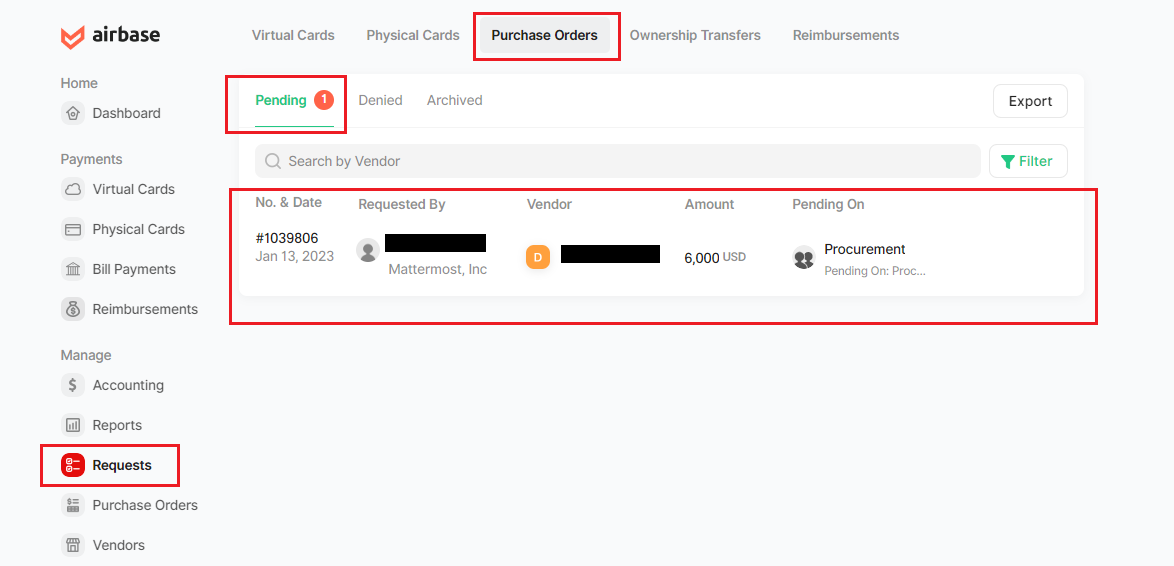 airbase
Virtual Cards Physical Cards Purchase Orders Ownership Transfers Reimbursements
Home
Dashboard
Payments
Virtual Cards
Physical Cards
Bill Payments
Reimbursements
Manage
Accounting
Reports
Requests
Purchase Orders
Vendors
Pending 1 Denied Archived Export
Search by Vendor Filter
No. & Date Requested By Vendor Amount Pending On
#1039806 D 6,000 USD Procurement
Jan 13, 2023 Mattermost, Inc Pending On: Proc...